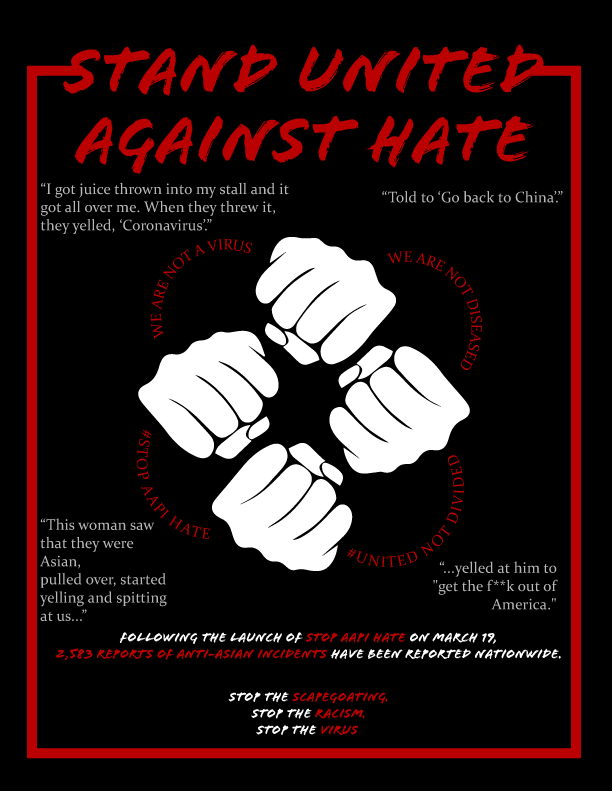 STAND UNITED
AGAINST HATE
“I got juice thrown into my stall and it
got all over me. When they threw it,
they yelled, ‘Coronavirus’.”
“Told to ‘Go back to China’.”
WE ARE NOT A VIRUS
WE ARE NOT DISEASED
#STOP AAPI HATE
#UNITED NOT DIVIDED
“This woman saw
that they were
Asian,
pulled over, started
yelling and spitting
at us...”
“...yelled at him to
"get the f**k out of
America."
FOLLOWING THE LAUNCH OF STOP AAPI HATE ON MARCH 19,
2,583 REPORTS OF ANTI-ASIAN INCIDENTS HAVE BEEN REPORTED NATIONWIDE.
STOP THE SCAPEGOATING.
STOP THE RACISM.
STOP THE VIRUS